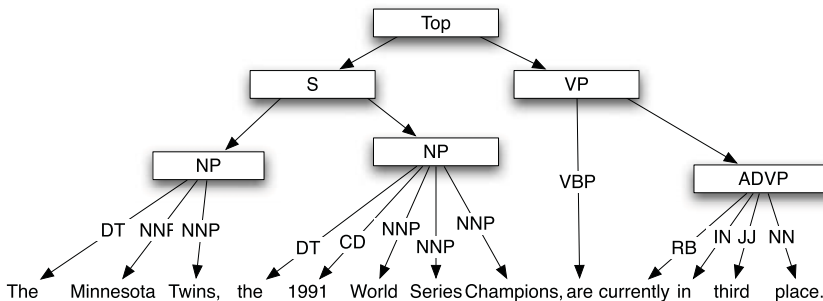 Top
S VP
NP NP ADVP
VBP
DT NNP NNP DT CD NNP NNP NNP RB IN JJ NN
The Minnesota Twins, the 1991 World Series Champions, are currently in third place.